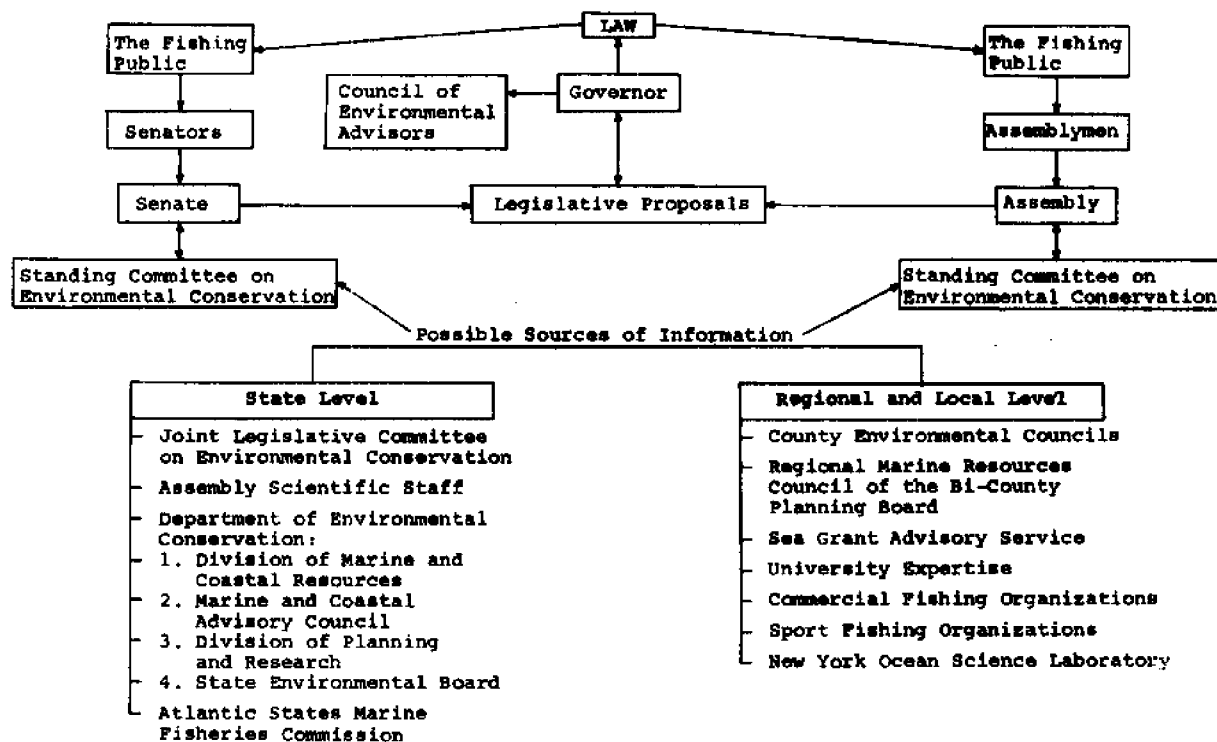 LAW
The Fishing
Public
The Fishing
Public
Council of
Environmental
Advisors
Governor
Senators
Assemblymen
Senate
Legislative Proposals
Assembly
Standing Committee on
Environmental Conservation
Standing Committee on
Environmental Conservation
Possible Sources of Information
State Level
Joint Legislative Committee
on Environmental Conservation
Assembly Scientific Staff
Department of Environmental
Conservation:
1. Division of Marine and
Coastal Resources
2. Marine and Coastal
Advisory Council
3. Division of Planning
and Research
4. State Environmental Board
Atlantic States Marine
Fisheries Commission
Regional and Local Level
County Environmental Councils
Regional Marine Resources
Council of the Bi-County
Planning Board
Sea Grant Advisory Service
University Expertise
Commercial Fishing Organizations
Sport Fishing Organizations
New York Ocean Science Laboratory